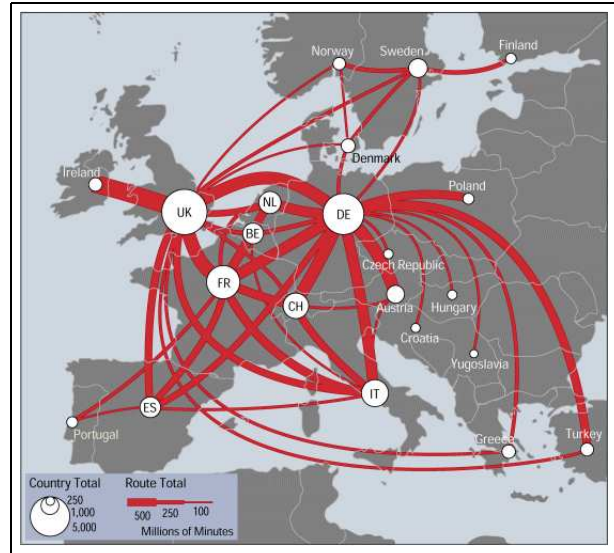 Norway
Sweden
Finland
Denmark
Ireland
UK
NL
DE
Poland
BE
Czech Republic
FR
CH
Austria
Hungary
Croatia
Yugoslavia
IT
ES
Portugal
Greece
Turkey
Country Total
250
1,000
5,000
Route Total
500 250 100
Millions of Minutes